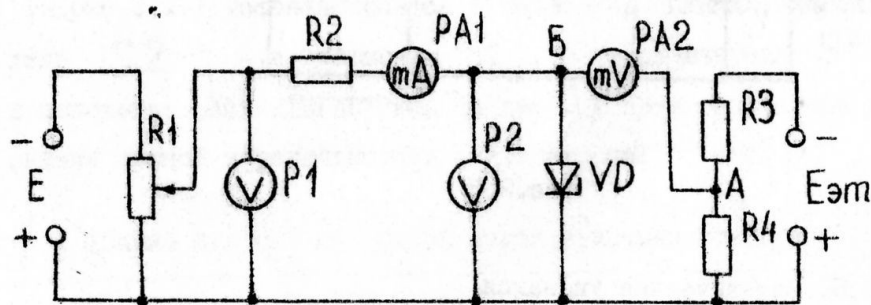 R2 PA1 Б PA2
mA mV
R3
- E + R1 P1 V P2 V VD A - Eэт +
R4